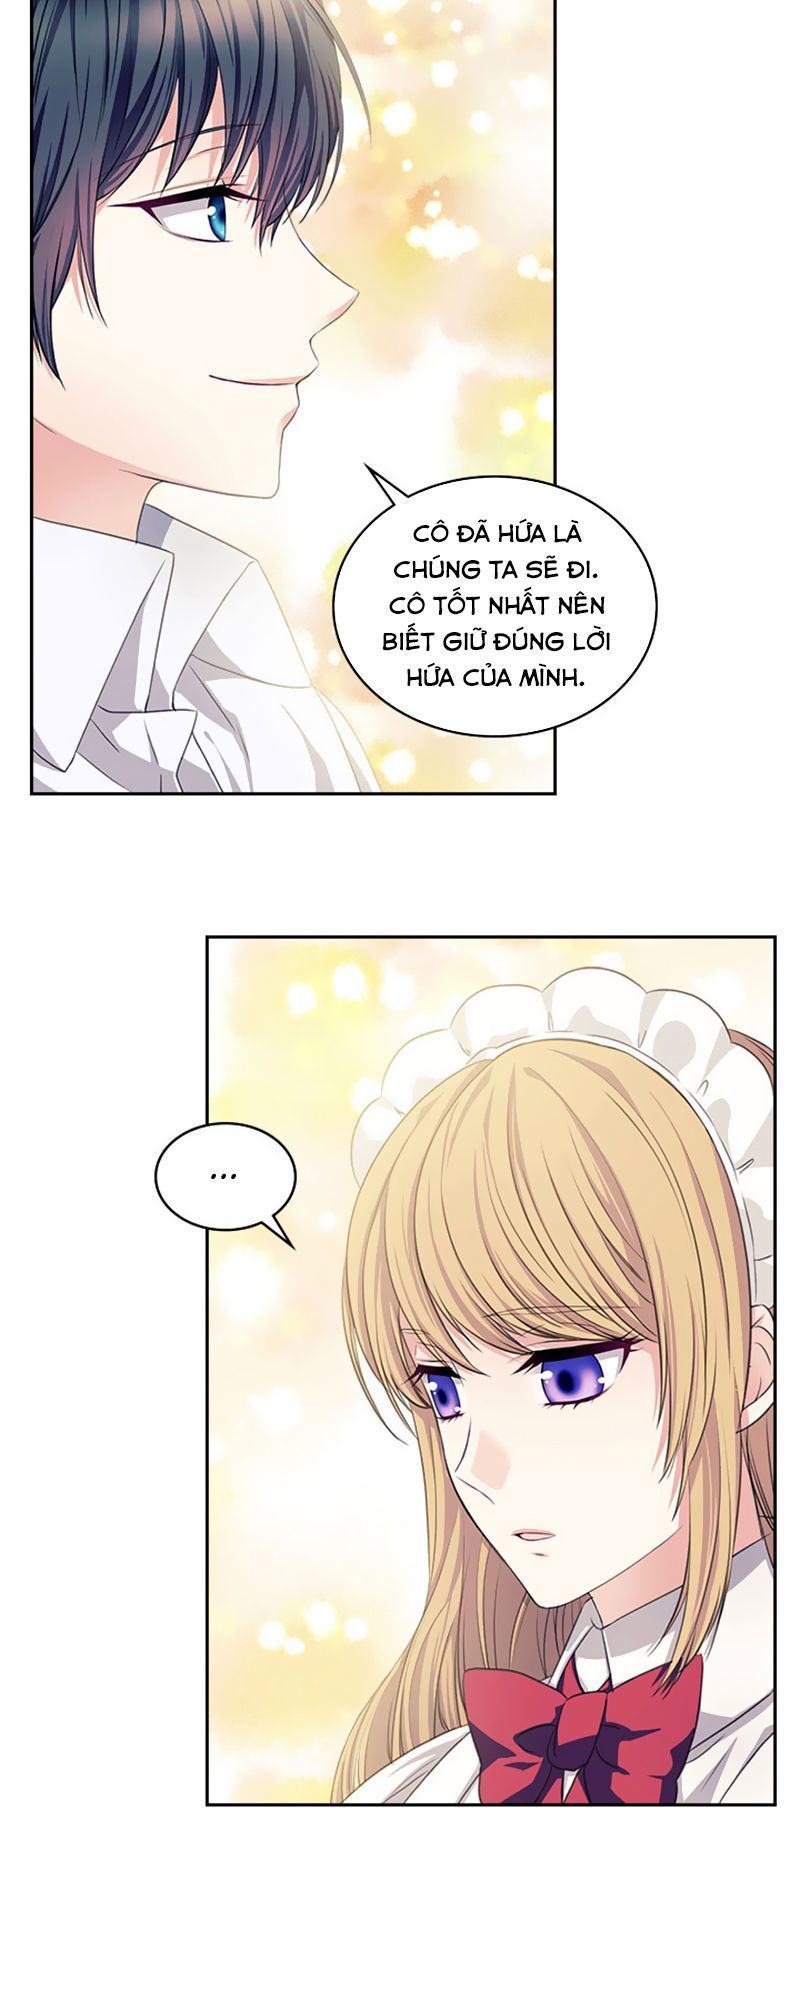 CÔ ĐÃ HỨA LÀ
CHÚNG TA SẼ ĐI.
CÔ TỐT NHẤT NÊN
BIẾT GIỮ ĐÚNG LỜI
HỨA CỦA MÌNH.
...